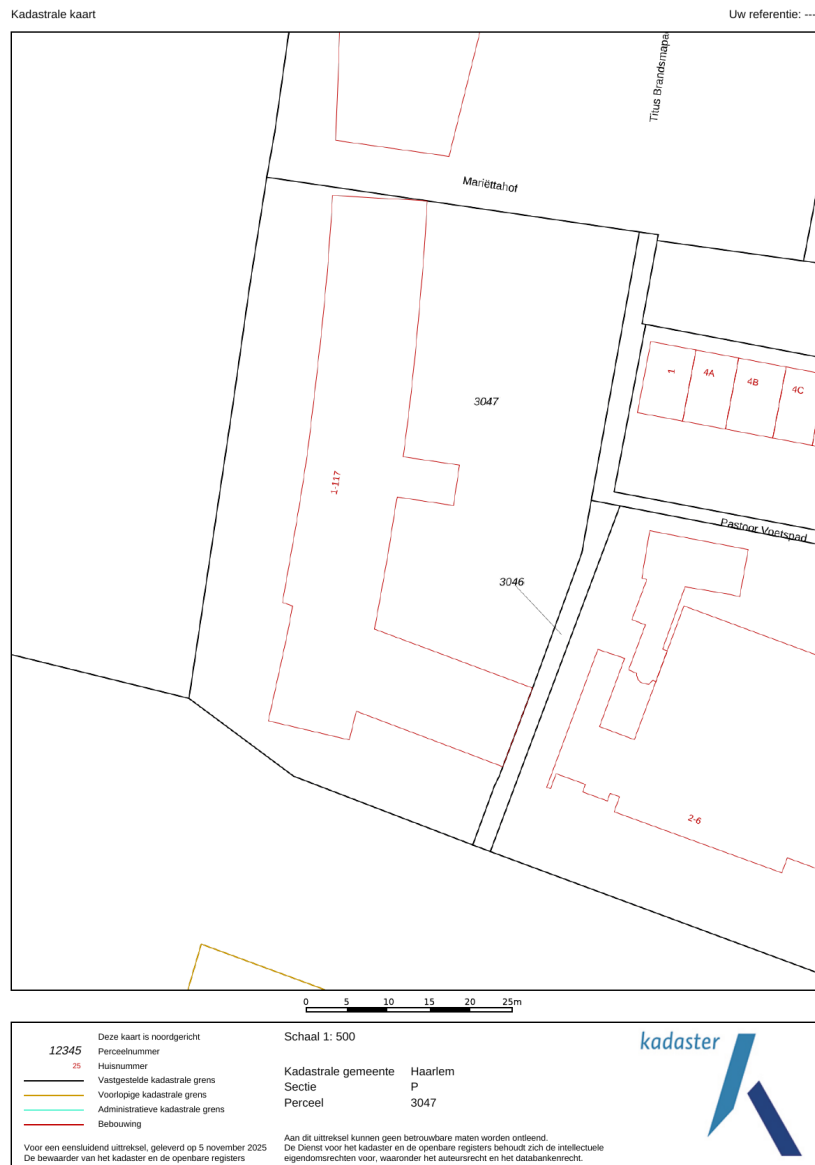 Kadastrale kaart
Uw referentie: ---
Mariëttahof
3047
1
4A
4B
4C
1-117
Pastoor Voetspad
3046
2-6
0 5 10 15 20 25m
Deze kaart is noordgericht
12345 Perceelnummer
25 Huisnummer
Vastgestelde kadastrale grens
Voorlopige kadastrale grens
Administratieve kadastrale grens
Bebouwing
Voor een eensluidend uittreksel, geleverd op 5 november 2025
De bewaarder van het kadaster en de openbare registers
Schaal 1: 500
Kadastrale gemeente Haarlem
Sectie P
Perceel 3047
Aan dit uittreksel kunnen geen betrouwbare maten worden ontleend.
De Dienst voor het kadaster en de openbare registers behoudt zich de intellectuele
eigendomsrechten voor, waaronder het auteursrecht en het databankenrecht.
kadaster
Titus Brandsmapa